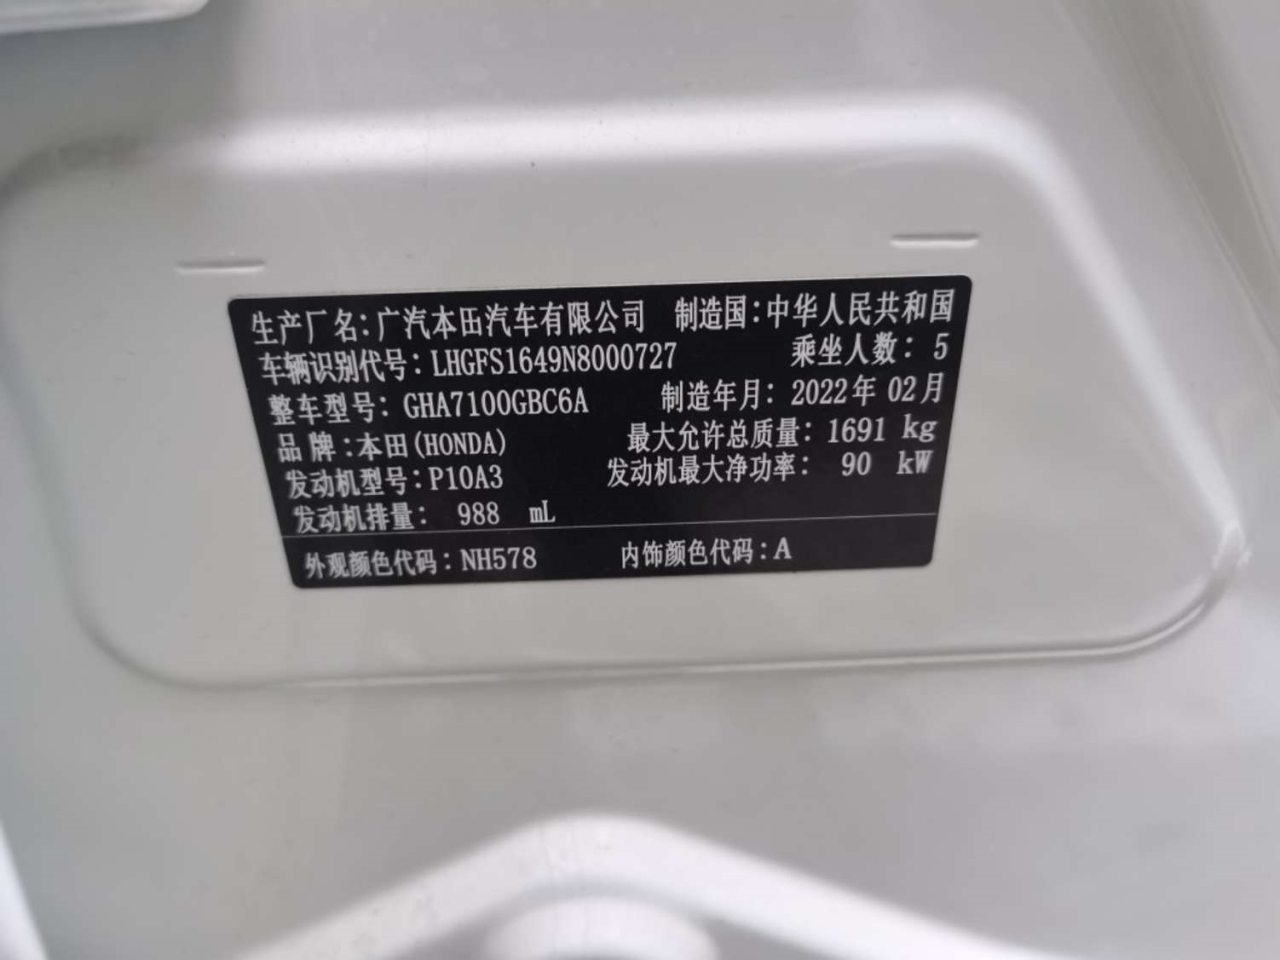 生产厂名:广汽本田汽车有限公司 制造国:中华人民共和国
车辆识别代号:LHGFS1649N8000727 乘坐人数: 5
整车型号: GHA7100GBC6A 制造年月: 2022年 02月
品 牌:本田(HONDA) 最大允许总质量: 1691 kg
发动机型号:P10A3 发动机最大净功率: 90 kW
发动机排量: 988 mL
外观颜色代码:NH578 内饰颜色代码:A